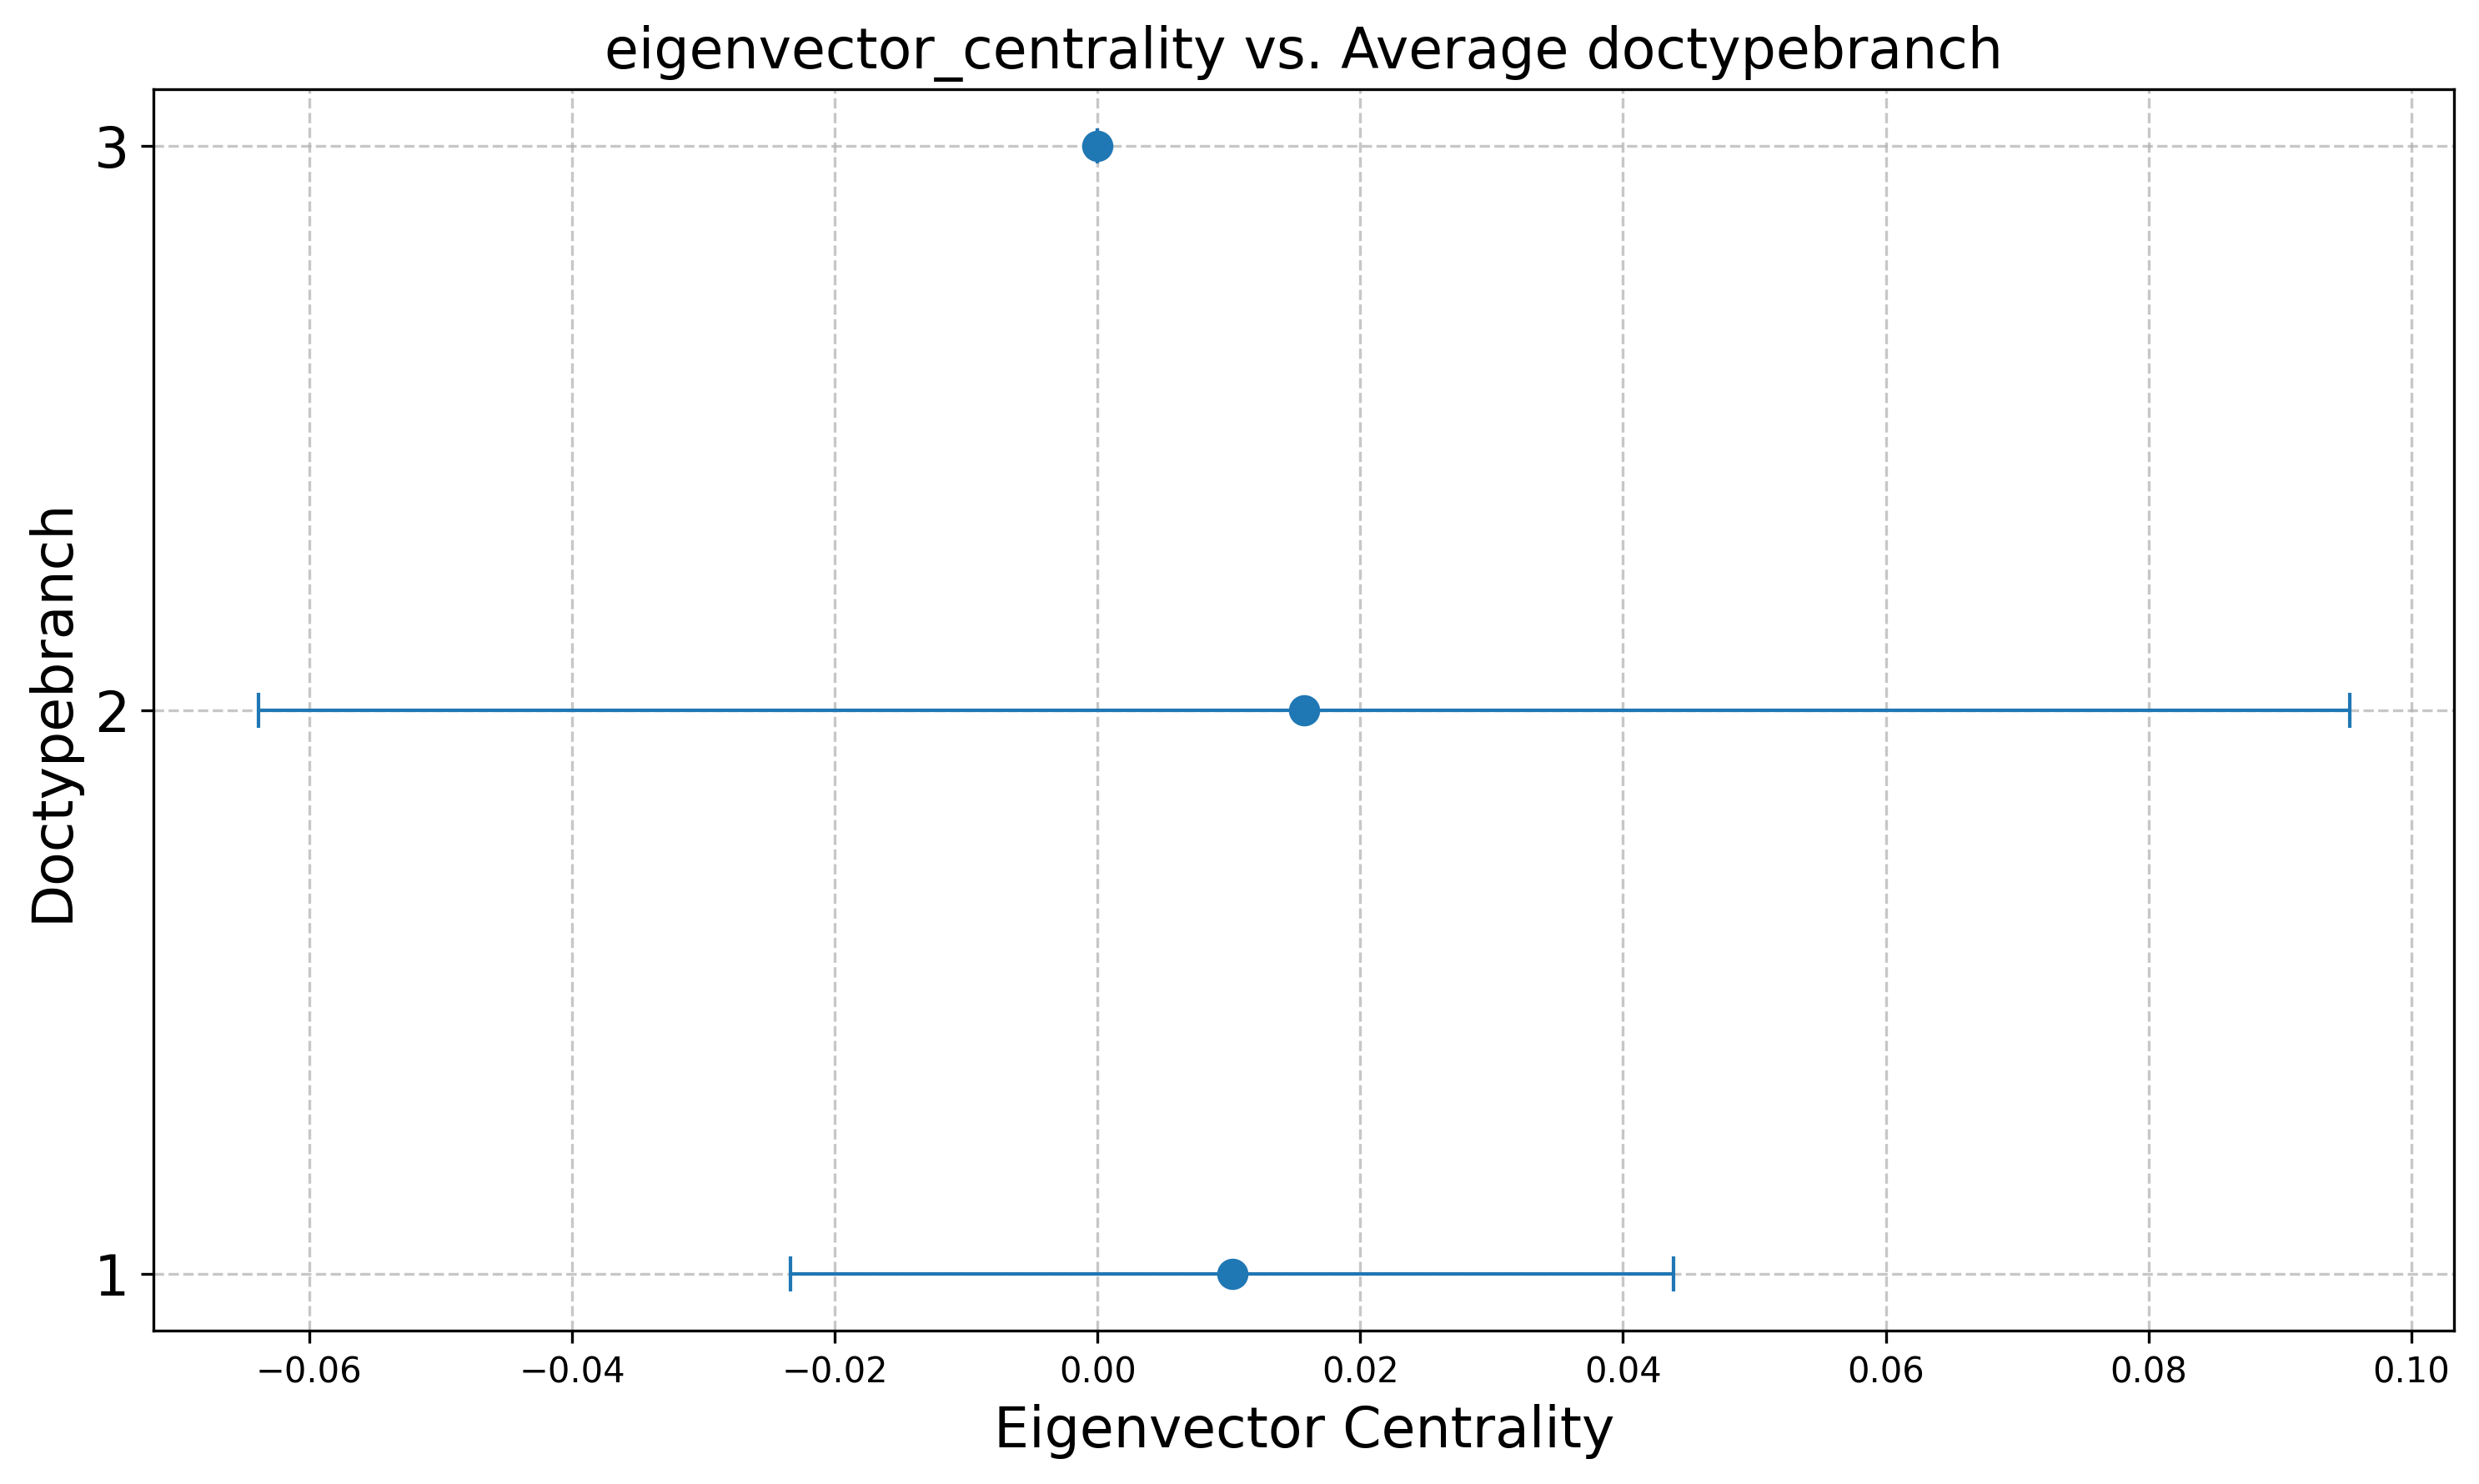 eigenvector_centrality vs. Average doctypebranch
3
2
1
Doctypebranch
−0.06 −0.04 −0.02 0.00 0.02 0.04 0.06 0.08 0.10
Eigenvector Centrality